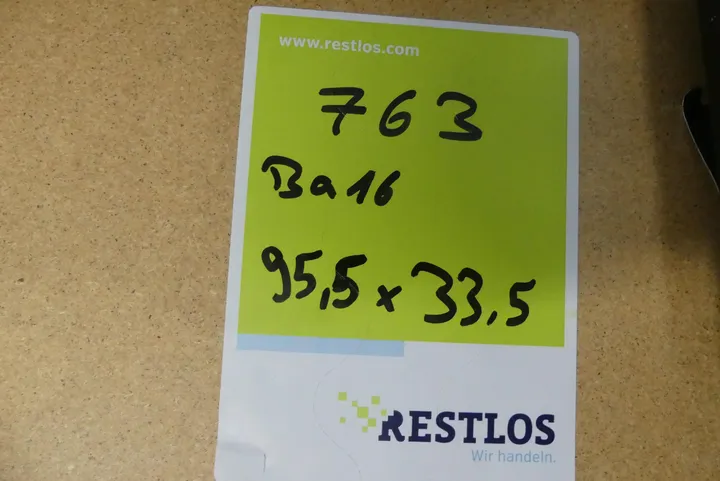 www.restlos.com
763
Ba16
95,5 x 33.5
RESTLOS
Wir handeln.